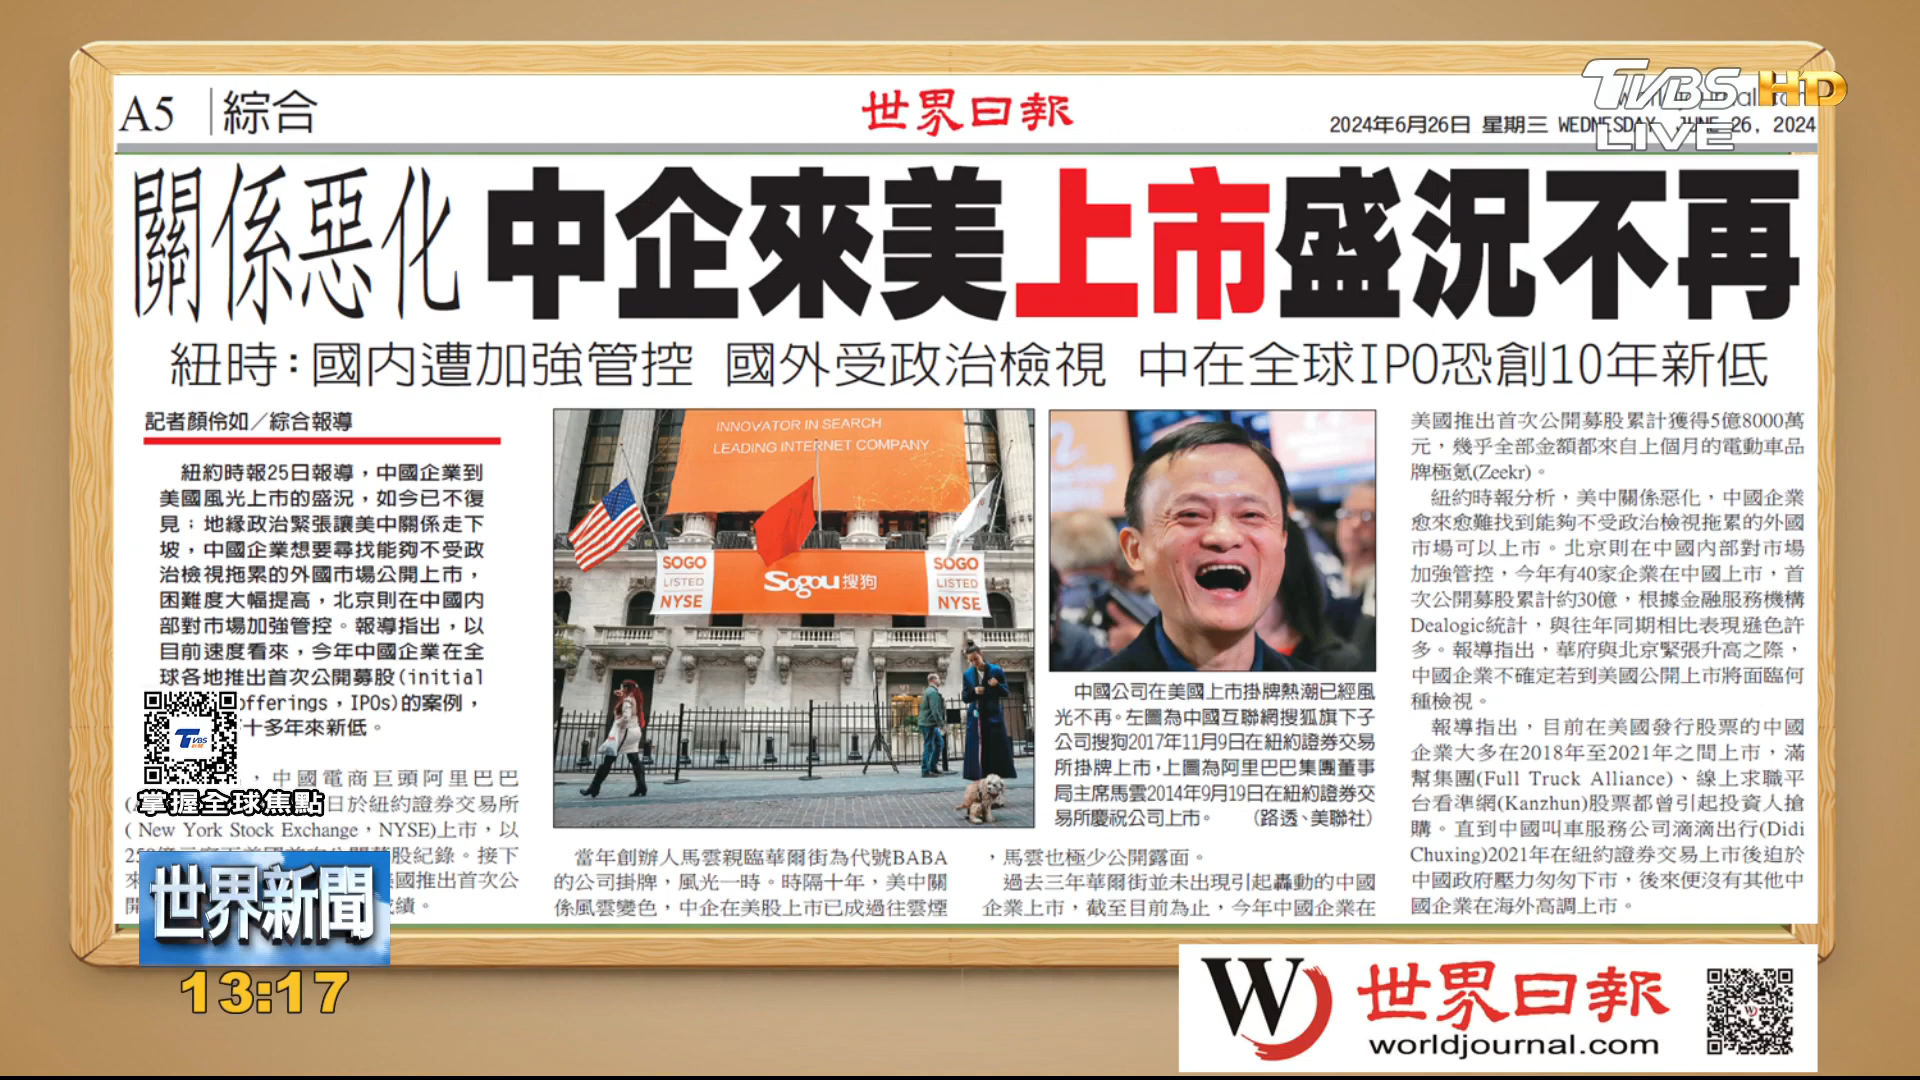 TVBS HD
LIVE
A5 綜合
世界日報
2024年6月26日 星期三 WEDNESDAY, JUNE 26, 2024
關係惡化 中企來美上市盛況不再
紐時：國內遭加強管控 國外受政治檢視 中在全球IPO恐創10年新低
記者顏伶如／綜合報導
紐約時報25日報導，中國企業到
美國風光上市的盛況，如今已不復
見；地緣政治緊張讓美中關係走下
坡，中國企業想要尋找能夠不受政
治檢視拖累的外國市場公開上市，
困難度大幅提高，北京則在中國內
部對市場加強管控。報導指出，以
目前速度看來，今年中國企業在全
球各地推出首次公開募股(initial
offerings，IPOs)的案例，
十多年來新低。
，中國電商巨頭阿里巴巴
日於紐約證券交易所
( New York Stock Exchange，NYSE)上市，以
股紀錄。接下
國推出首次公
績。
INNOVATOR IN SEARCH
LEADING INTERNET COMPANY
SOGO
LISTED
NYSE
Sogou搜狗
SOGO
LISTED
NYSE
中國公司在美國上市掛牌熱潮已經風
光不再。左圖為中國互聯網搜狐旗下子
公司搜狗2017年11月9日在紐約證券交易
所掛牌上市，上圖為阿里巴巴集團董事
局主席馬雲2014年9月19日在紐約證券交
易所慶祝公司上市。 （路透、美聯社）
當年創辦人馬雲親臨華爾街為代號BABA
的公司掛牌，風光一時。時隔十年，美中關
係風雲變色，中企在美股上市已成過往雲煙
，馬雲也極少公開露面。
過去三年華爾街並未出現引起轟動的中國
企業上市，截至目前為止，今年中國企業在
美國推出首次公開募股累計獲得5億8000萬
元，幾乎全部金額都來自上個月的電動車品
牌極氪(Zeekr)。
紐約時報分析，美中關係惡化，中國企業
愈來愈難找到能夠不受政治檢視拖累的外國
市場可以上市。北京則在中國內部對市場
加強管控，今年有40家企業在中國上市，首
次公開募股累計約30億，根據金融服務機構
Dealogic統計，與往年同期相比表現遜色許
多。報導指出，華府與北京緊張升高之際，
中國企業不確定若到美國公開上市將面臨何
種檢視。
報導指出，目前在美國發行股票的中國
企業大多在2018年至2021年之間上市，滿
幫集團(Full Truck Alliance)、線上求職平
台看準網(Kanzhun)股票都曾引起投資人搶
購。直到中國叫車服務公司滴滴出行(Didi
Chuxing)2021年在紐約證券交易上市後迫於
中國政府壓力匆匆下市，後來便沒有其他中
國企業在海外高調上市。
TVBS
掌握全球焦點
世界新聞
13:17
世界日報
worldjournal.com